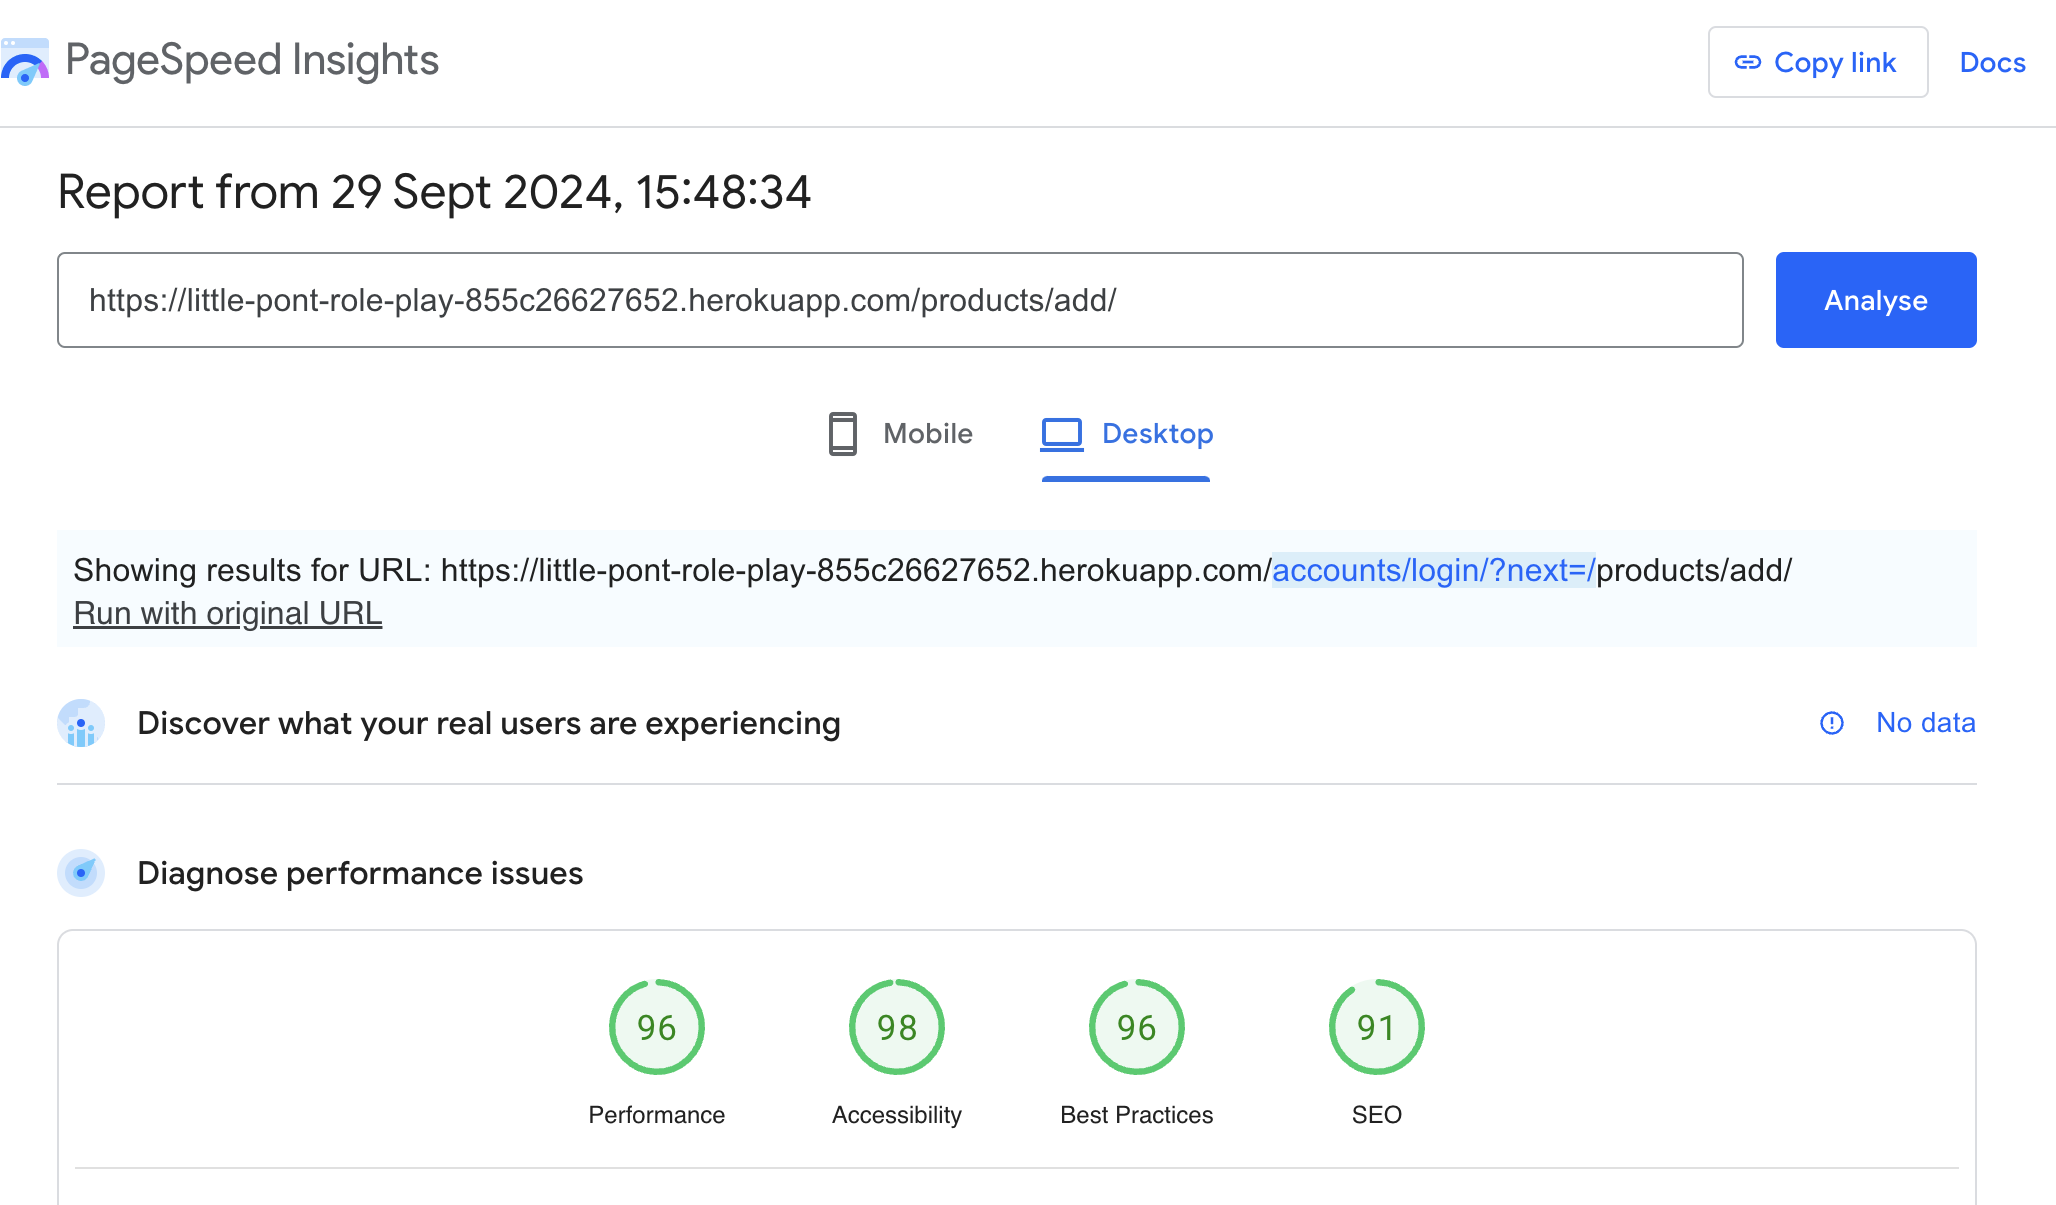 PageSpeed Insights
Copy link
Docs
Report from 29 Sept 2024, 15:48:34
https://little-pont-role-play-855c26627652.herokuapp.com/products/add/
Analyse
Mobile
Desktop
Showing results for URL: https://little-pont-role-play-855c26627652.herokuapp.com/accounts/login/?next=/products/add/
Run with original URL
Discover what your real users are experiencing
No data
Diagnose performance issues
96
98
96
91
Performance
Accessibility
Best Practices
SEO